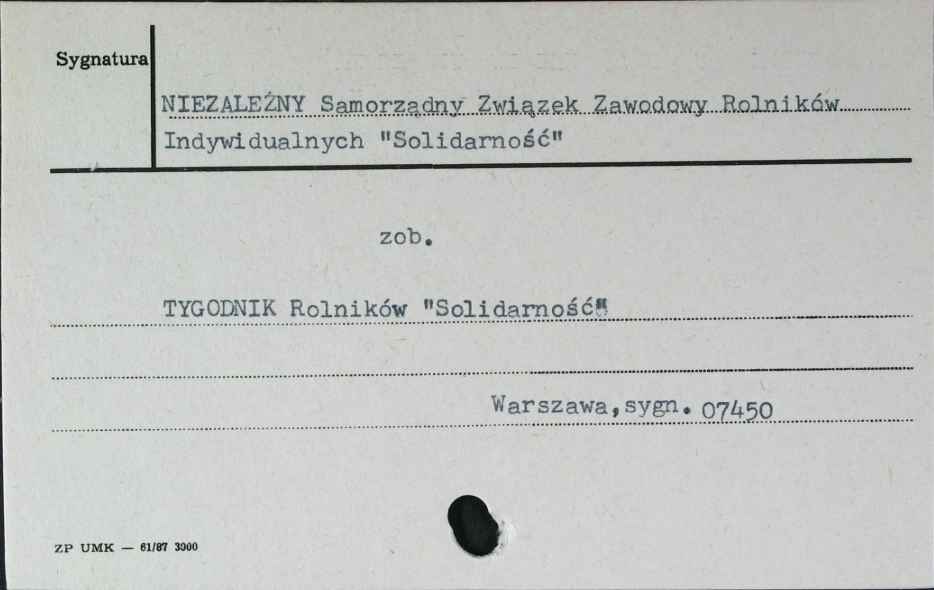 Sygnatura
NIEZALEŻNY Samorządny Związek Zawodowy Rolników
Indywidualnych "Solidarność"
zob.
TYGODNIK Rolników "Solidarność"
Warszawa,sygn. 07450
ZP UMK — 61/87 3000